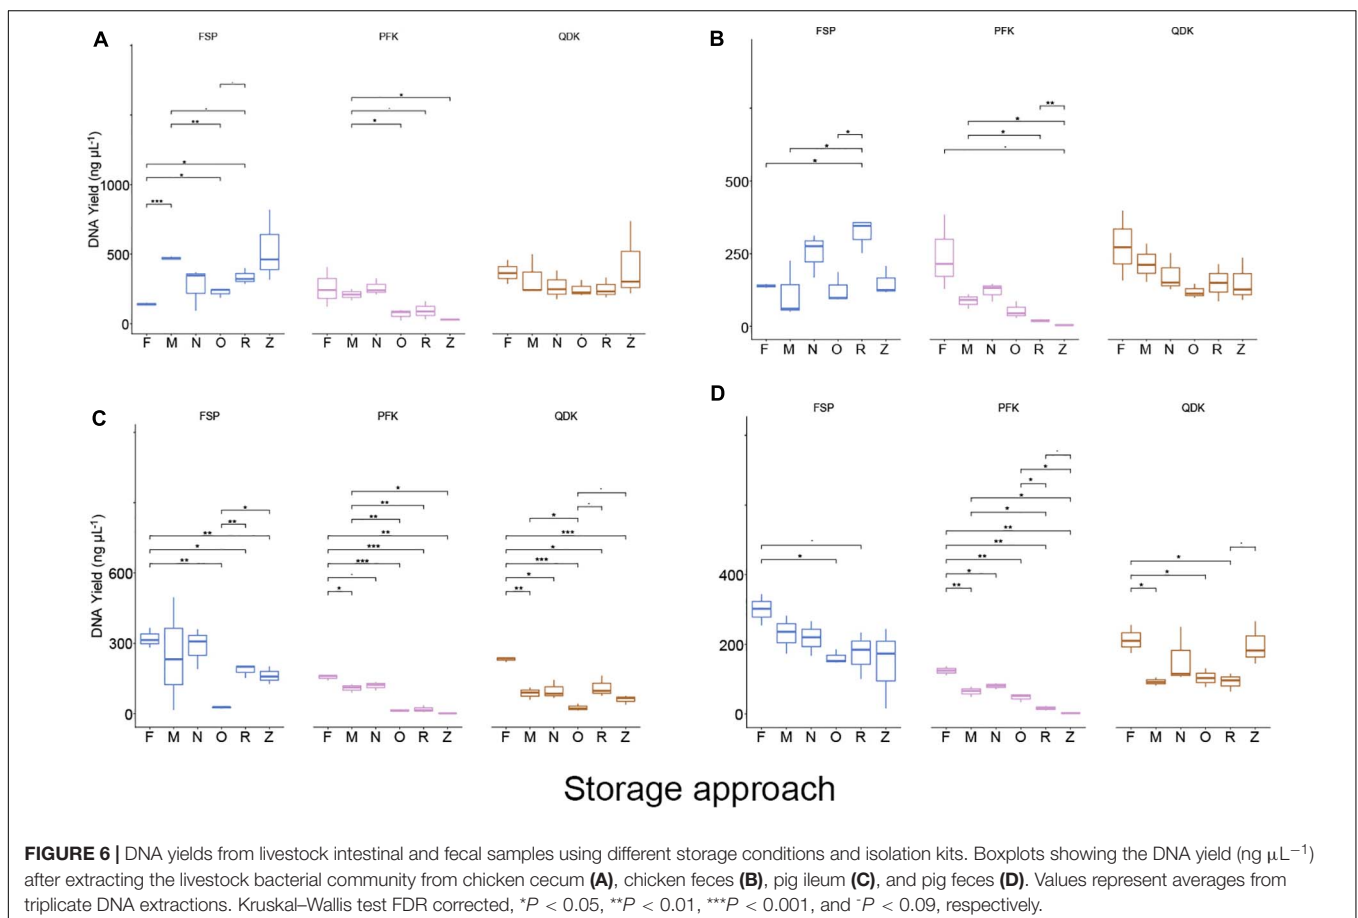 A
FSP PFK QDK
DNA Yield (ng µL-1)
1000
500
0
F M N O R Z F M N O R Z F M N O R Z
*** * * ** - * - * - *
B
FSP PFK QDK
500
250
0
F M N O R Z F M N O R Z F M N O R Z
* * * - * * **
C
FSP PFK QDK
DNA Yield (ng µL-1)
600
300
0
F M N O R Z F M N O R Z F M N O R Z
** * ** ** * * - *** *** ** ** ** * ** * *** * *** * - -
D
FSP PFK QDK
400
200
0
F M N O R Z F M N O R Z F M N O R Z
* - ** * ** ** ** * * * * - * * * -
Storage approach
FIGURE 6 | DNA yields from livestock intestinal and fecal samples using different storage conditions and isolation kits. Boxplots showing the DNA yield (ng µL−1)
after extracting the livestock bacterial community from chicken cecum (A), chicken feces (B), pig ileum (C), and pig feces (D). Values represent averages from
triplicate DNA extractions. Kruskal–Wallis test FDR corrected, *P < 0.05, **P < 0.01, ***P < 0.001, and -P < 0.09, respectively.